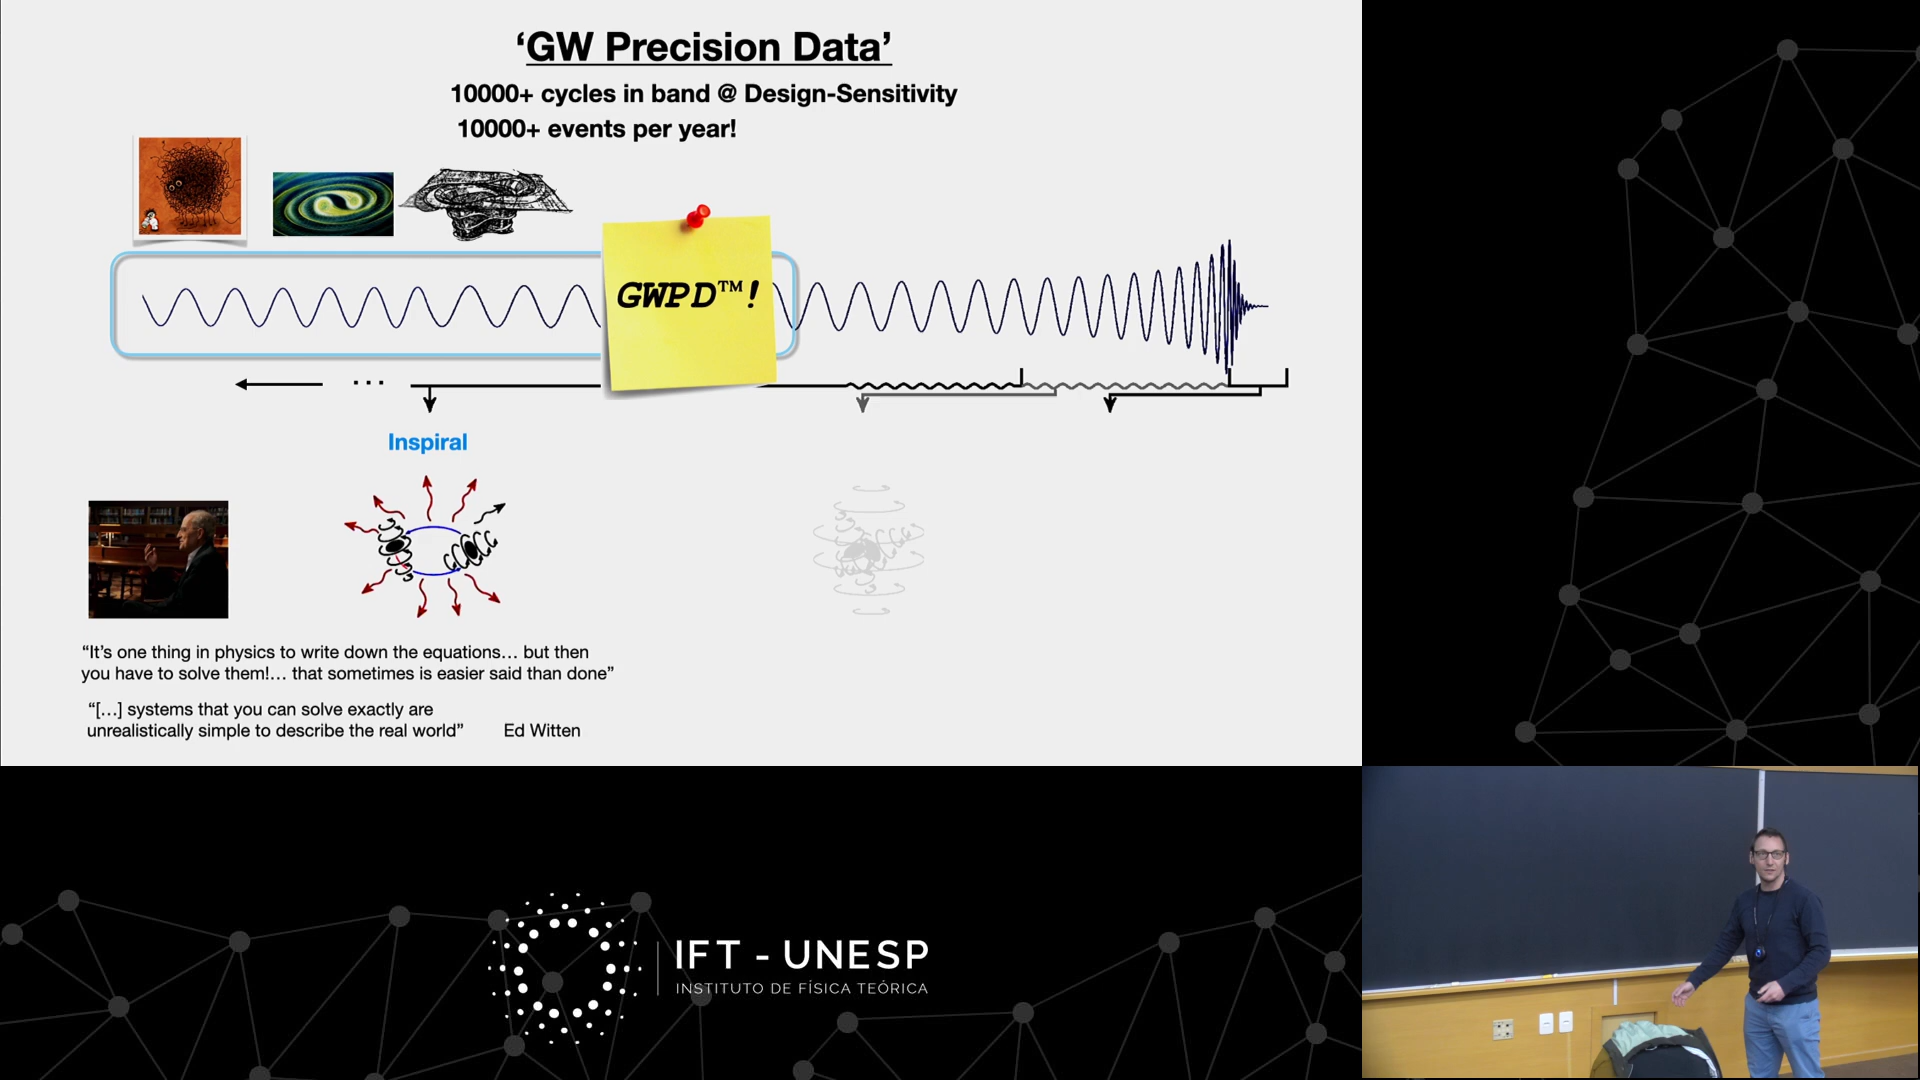 ‘GW Precision Data’
10000+ cycles in band @ Design-Sensitivity
10000+ events per year!
GWPD™!
...
Inspiral
“It’s one thing in physics to write down the equations… but then
you have to solve them!… that sometimes is easier said than done”
“[…] systems that you can solve exactly are
unrealistically simple to describe the real world” Ed Witten
IFT - UNESP
INSTITUTO DE FÍSICA TEÓRICA